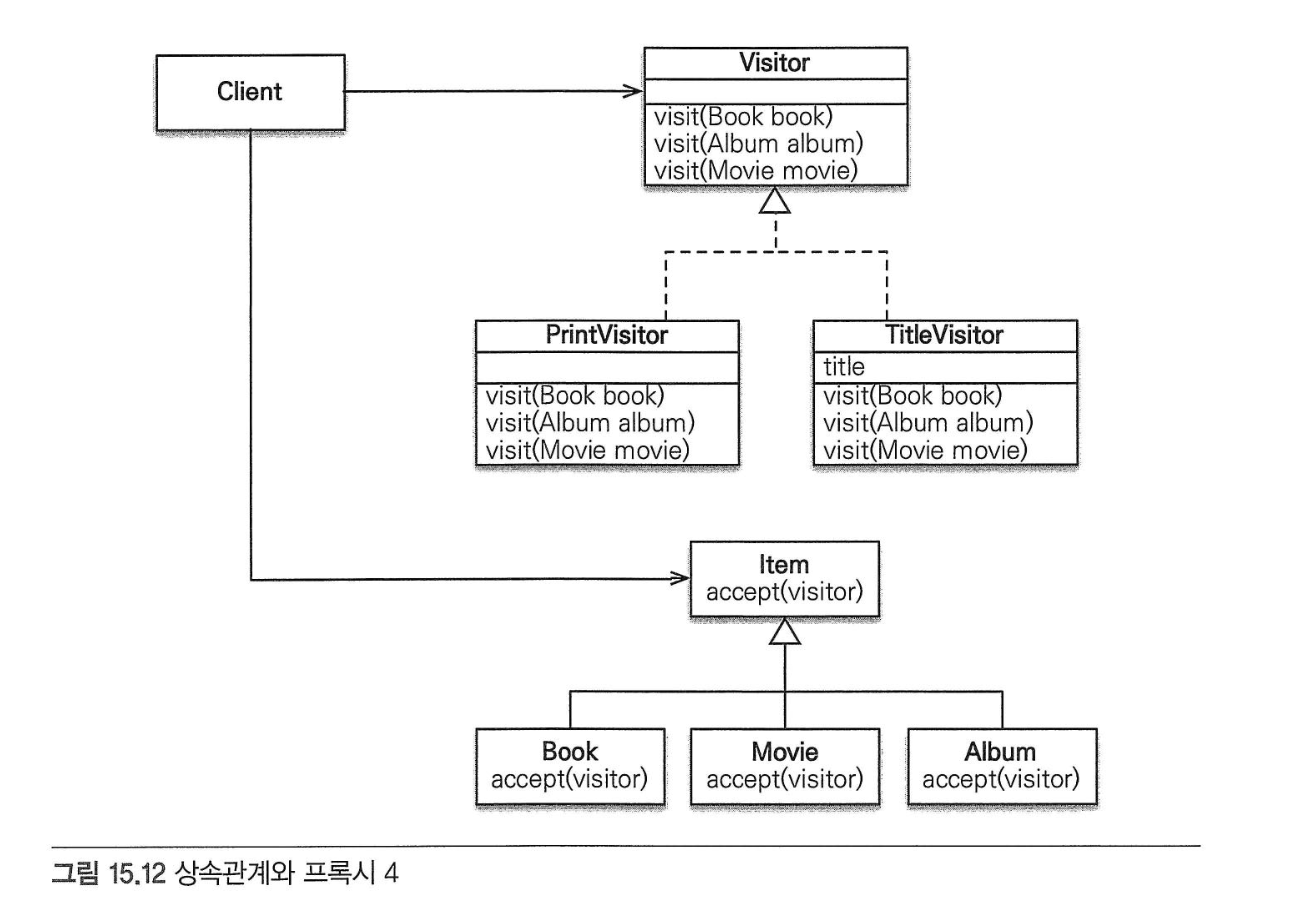 Client
Visitor
visit(Book book)
visit(Album album)
visit(Movie movie)
PrintVisitor
visit(Book book)
visit(Album album)
visit(Movie movie)
TitleVisitor
title
visit(Book book)
visit(Album album)
visit(Movie movie)
Item
accept(visitor)
Book
accept(visitor)
Movie
accept(visitor)
Album
accept(visitor)
그림 15.12 상속관계와 프록시 4